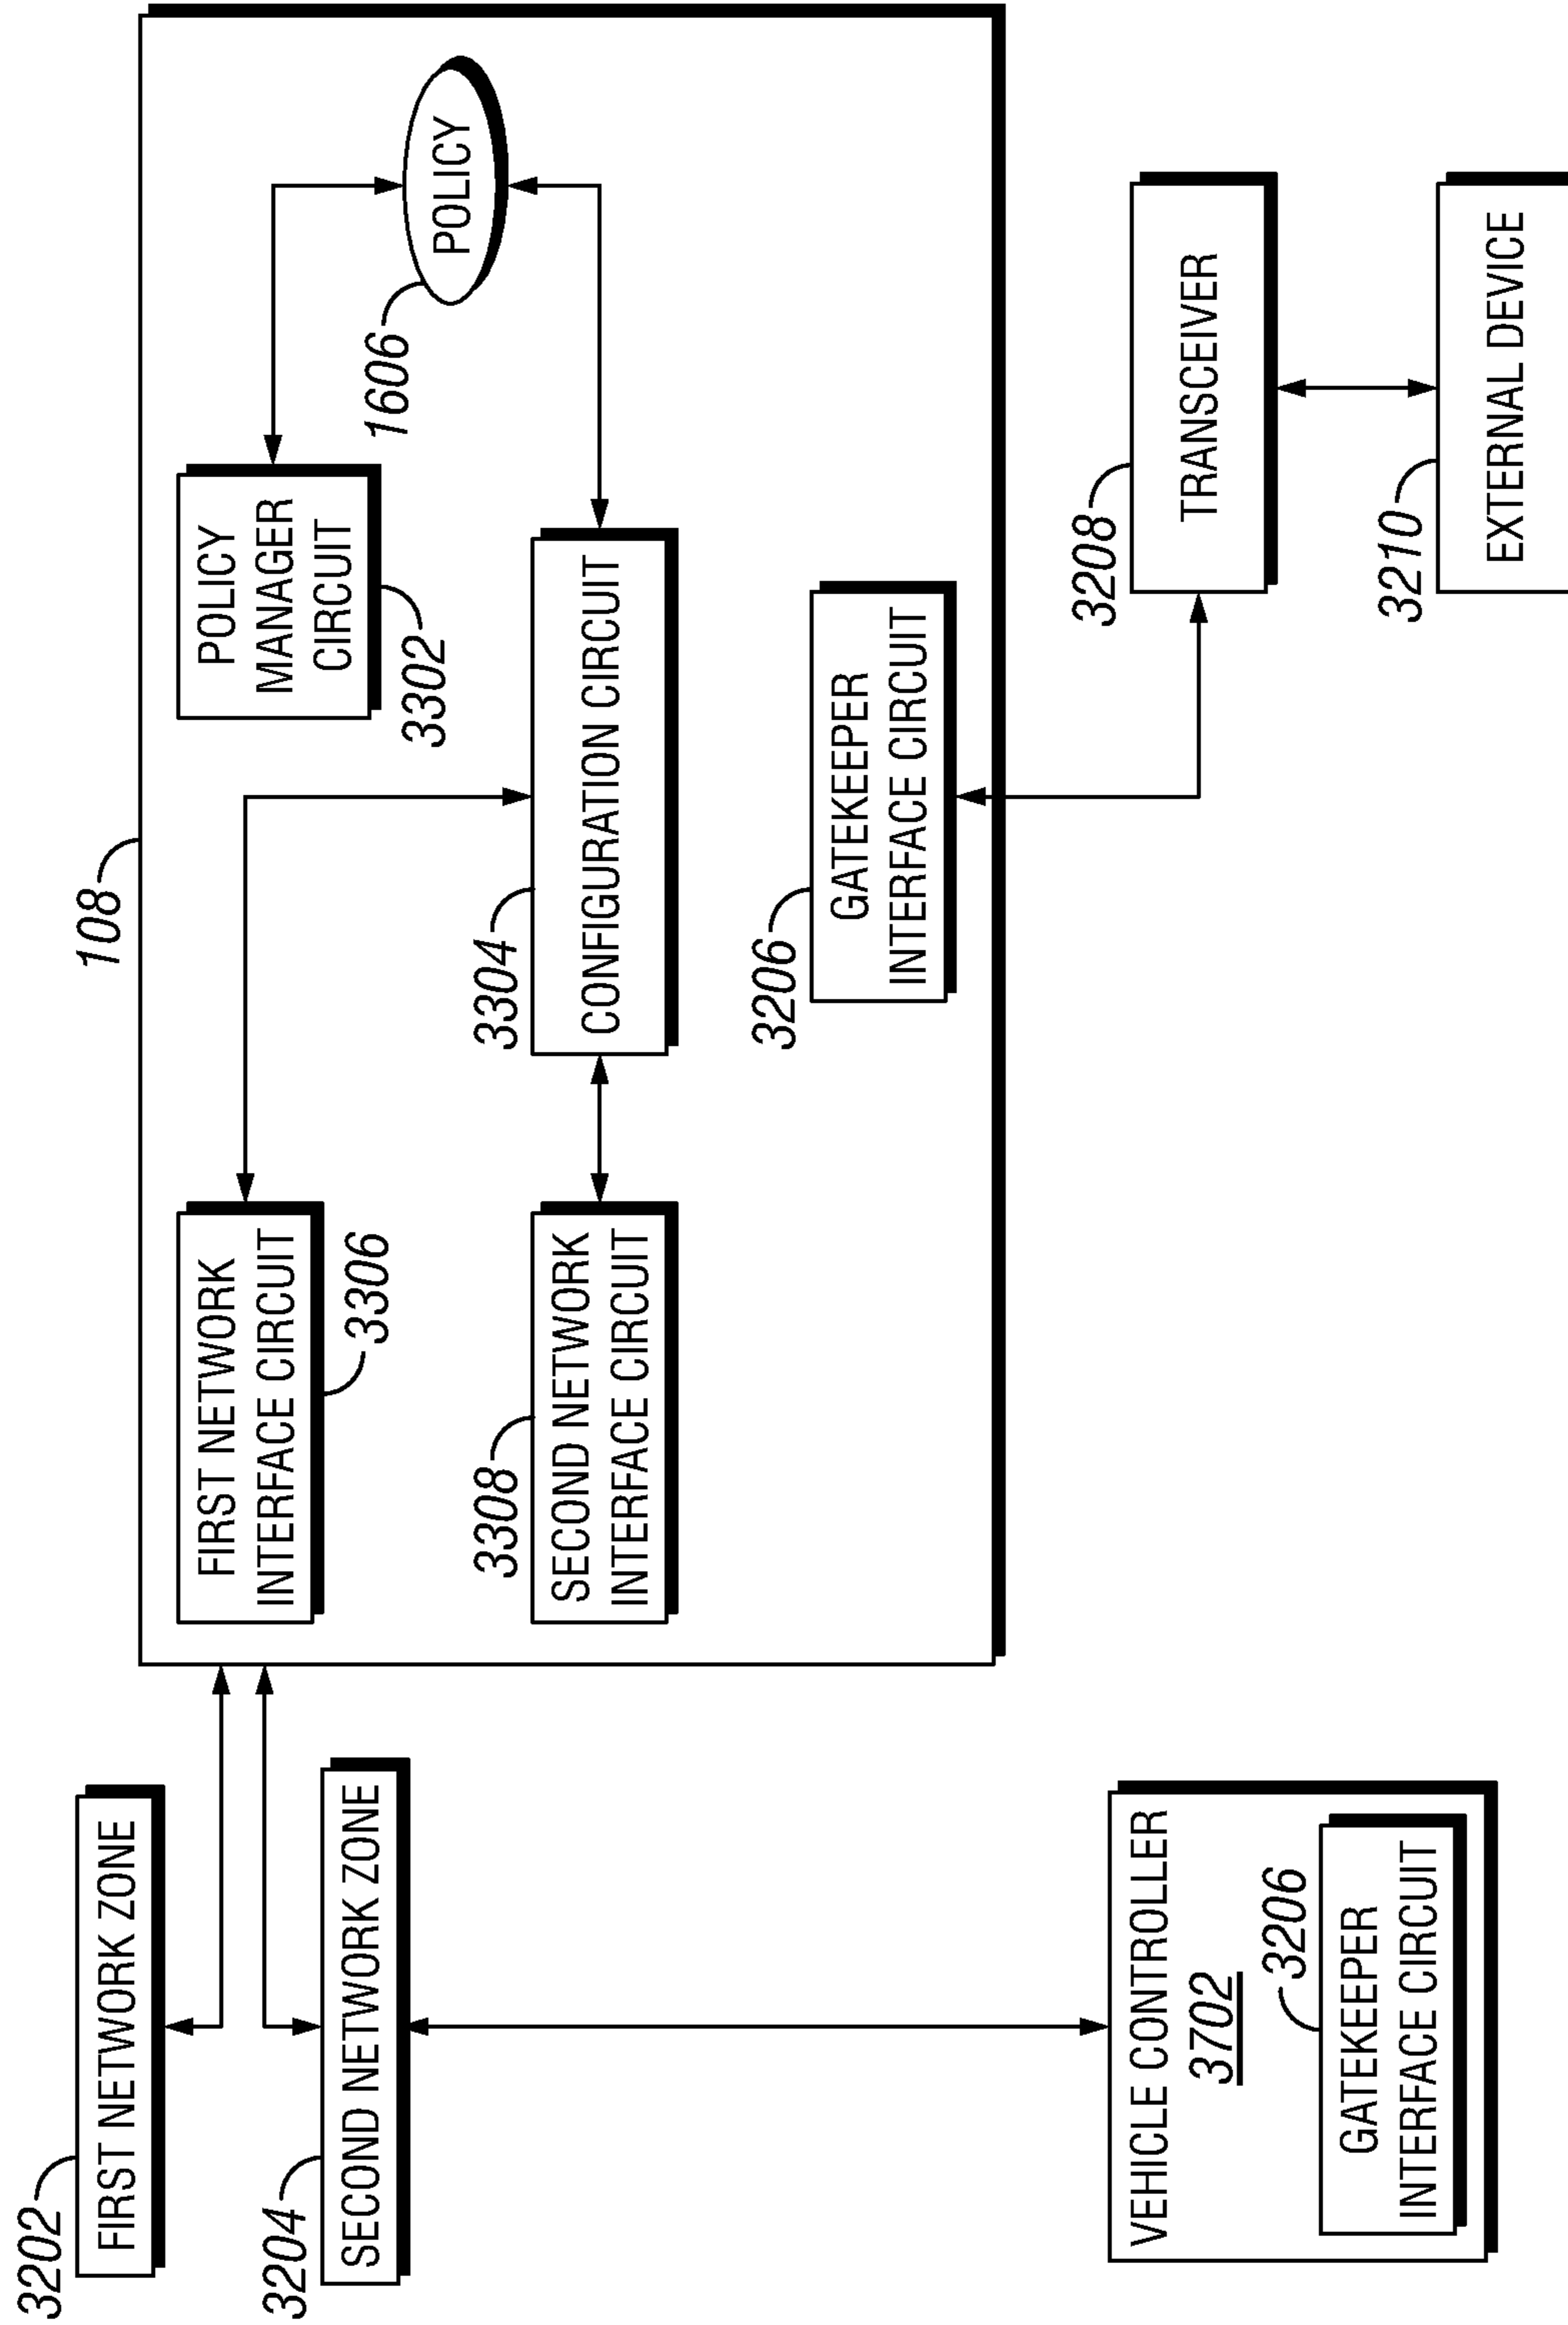 3202
FIRST NETWORK ZONE
3204
SECOND NETWORK ZONE
VEHICLE CONTROLLER
3702
3206
GATEKEEPER
INTERFACE CIRCUIT
108
FIRST NETWORK
INTERFACE CIRCUIT
3306
3308
SECOND NETWORK
INTERFACE CIRCUIT
POLICY
MANAGER
CIRCUIT
3302
1606
POLICY
3304
CONFIGURATION CIRCUIT
3206
GATEKEEPER
INTERFACE CIRCUIT
3208
TRANSCEIVER
3210
EXTERNAL DEVICE